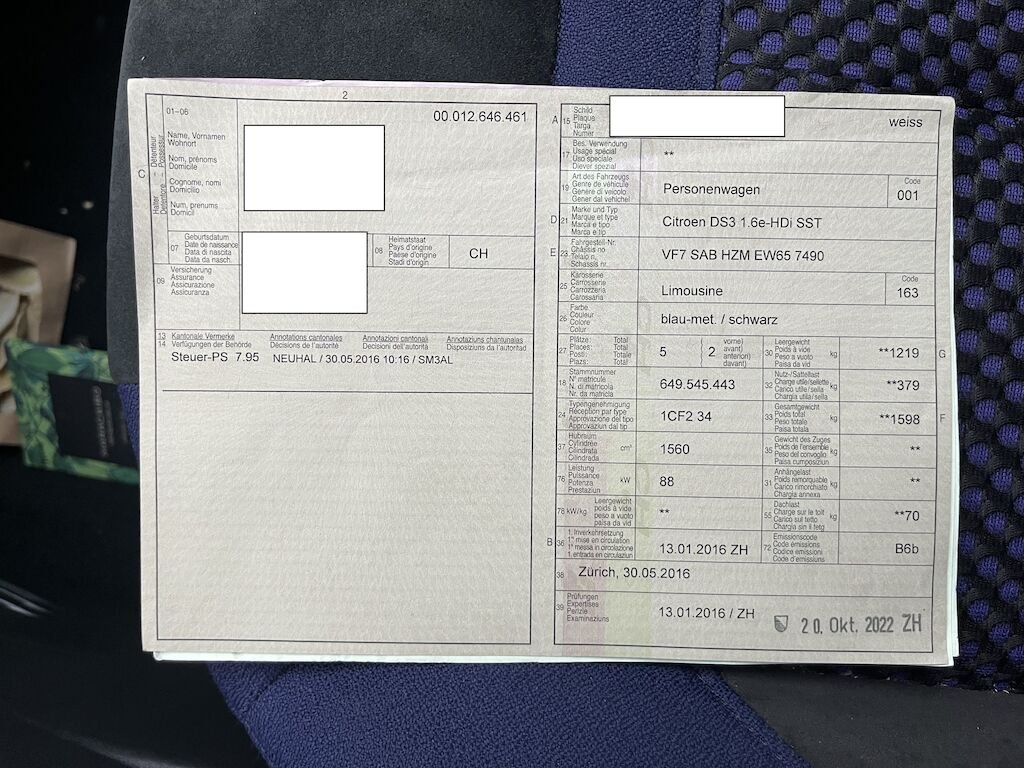 2
01-06
00.012.646.461
C
Halter
Détenteur
Detentore
Possessur
Name, Vornamen
Wohnort
Nom, prénoms
Domicile
Cognome, nomi
Domicilio
Num, prenums
Domicil
07
Geburtsdatum
Date de naissance
Data di nascita
Data da nasch.
08
Heimatstaat
Pays d'origine
Paese d'origine
Stadi d'origin
CH
09
Versicherung
Assurance
Assicurazione
Assicuranza
13 Kantonale Vermerke Annotations cantonales Annotazioni cantonali Annotaziuns chantunalas
14 Verfügungen der Behörde Décisions de l'autorité Decisioni dell'autorità Disposiziuns da l'autoritad
Steuer-PS 7.95 NEUHAL / 30.05.2016 10:16 / SM3AL
A 15
Schild
Plaque
Targa
Numer
weiss
17
Bes. Verwendung
Usage spécial
Uso speciale
Diever spezial
**
19
Art des Fahrzeugs
Genre de véhicule
Genere di veicolo
Gener dal vehichel
Personenwagen
Code
001
D 21
Marke und Typ
Marque et type
Marca e tipo
Marca e tip
Citroen DS3 1.6e-HDi SST
E 23
Fahrgestell-Nr.
Châssis no
Telaio n.
Schassis nr.
VF7 SAB HZM EW65 7490
25
Karosserie
Carrosserie
Carrozzeria
Carossaria
Limousine
Code
163
26
Farbe
Couleur
Colore
Colur
blau-met. / schwarz
27
Plätze: Total
Places: Total
Posti: Totale
Plazs: Total
5
2
vorne)
avant)
anteriori)
davant)
30
Leergewicht
Poids à vide
Peso a vuoto
Paisa da vid
kg
**1219
G
18
Stammnummer
N° matricule
N. di matricola
Nr. da matricla
649.545.443
32
Nutz-/Sattellast
Charge utile/sellette
Carico utile/sella
Chargia utila/sella
kg
**379
24
Typengenehmigung
Réception par type
Approvazione del tipo
Approvaziun dal tip
1CF2 34
33
Gesamtgewicht
Poids total
Peso totale
Paisa totala
kg
**1598
F
37
Hubraum
Cylindrée
Cilindrata
Cilindrada
cm³
1560
35
Gewicht des Zuges
Poids de l'ensemble
Peso del convoglio
Paisa cumposiziun
kg
**
76
Leistung
Puissance
Potenza
Prestaziun
kW
88
31
Anhängelast
Poids remorquable
Carico rimorchiato
Chargia annexa
kg
**
78 kW/kg
Leergewicht
poids à vide
peso a vuoto
paisa da vid
**
55
Dachlast
Charge sur le toit
Carico sul tetto
Chargia sin il tetg
kg
**70
B 36
1. Inverkehrsetzung
1re mise en circulation
1a messa in circolazione
1. entrada en circulaziun
13.01.2016 ZH
72
Emissionscode
Code émissions
Codice emissioni
Code d'emissiuns
B6b
38
Zürich, 30.05.2016
39
Prüfungen
Expertises
Perizie
Examinaziuns
13.01.2016 / ZH
20. Okt. 2022 ZH